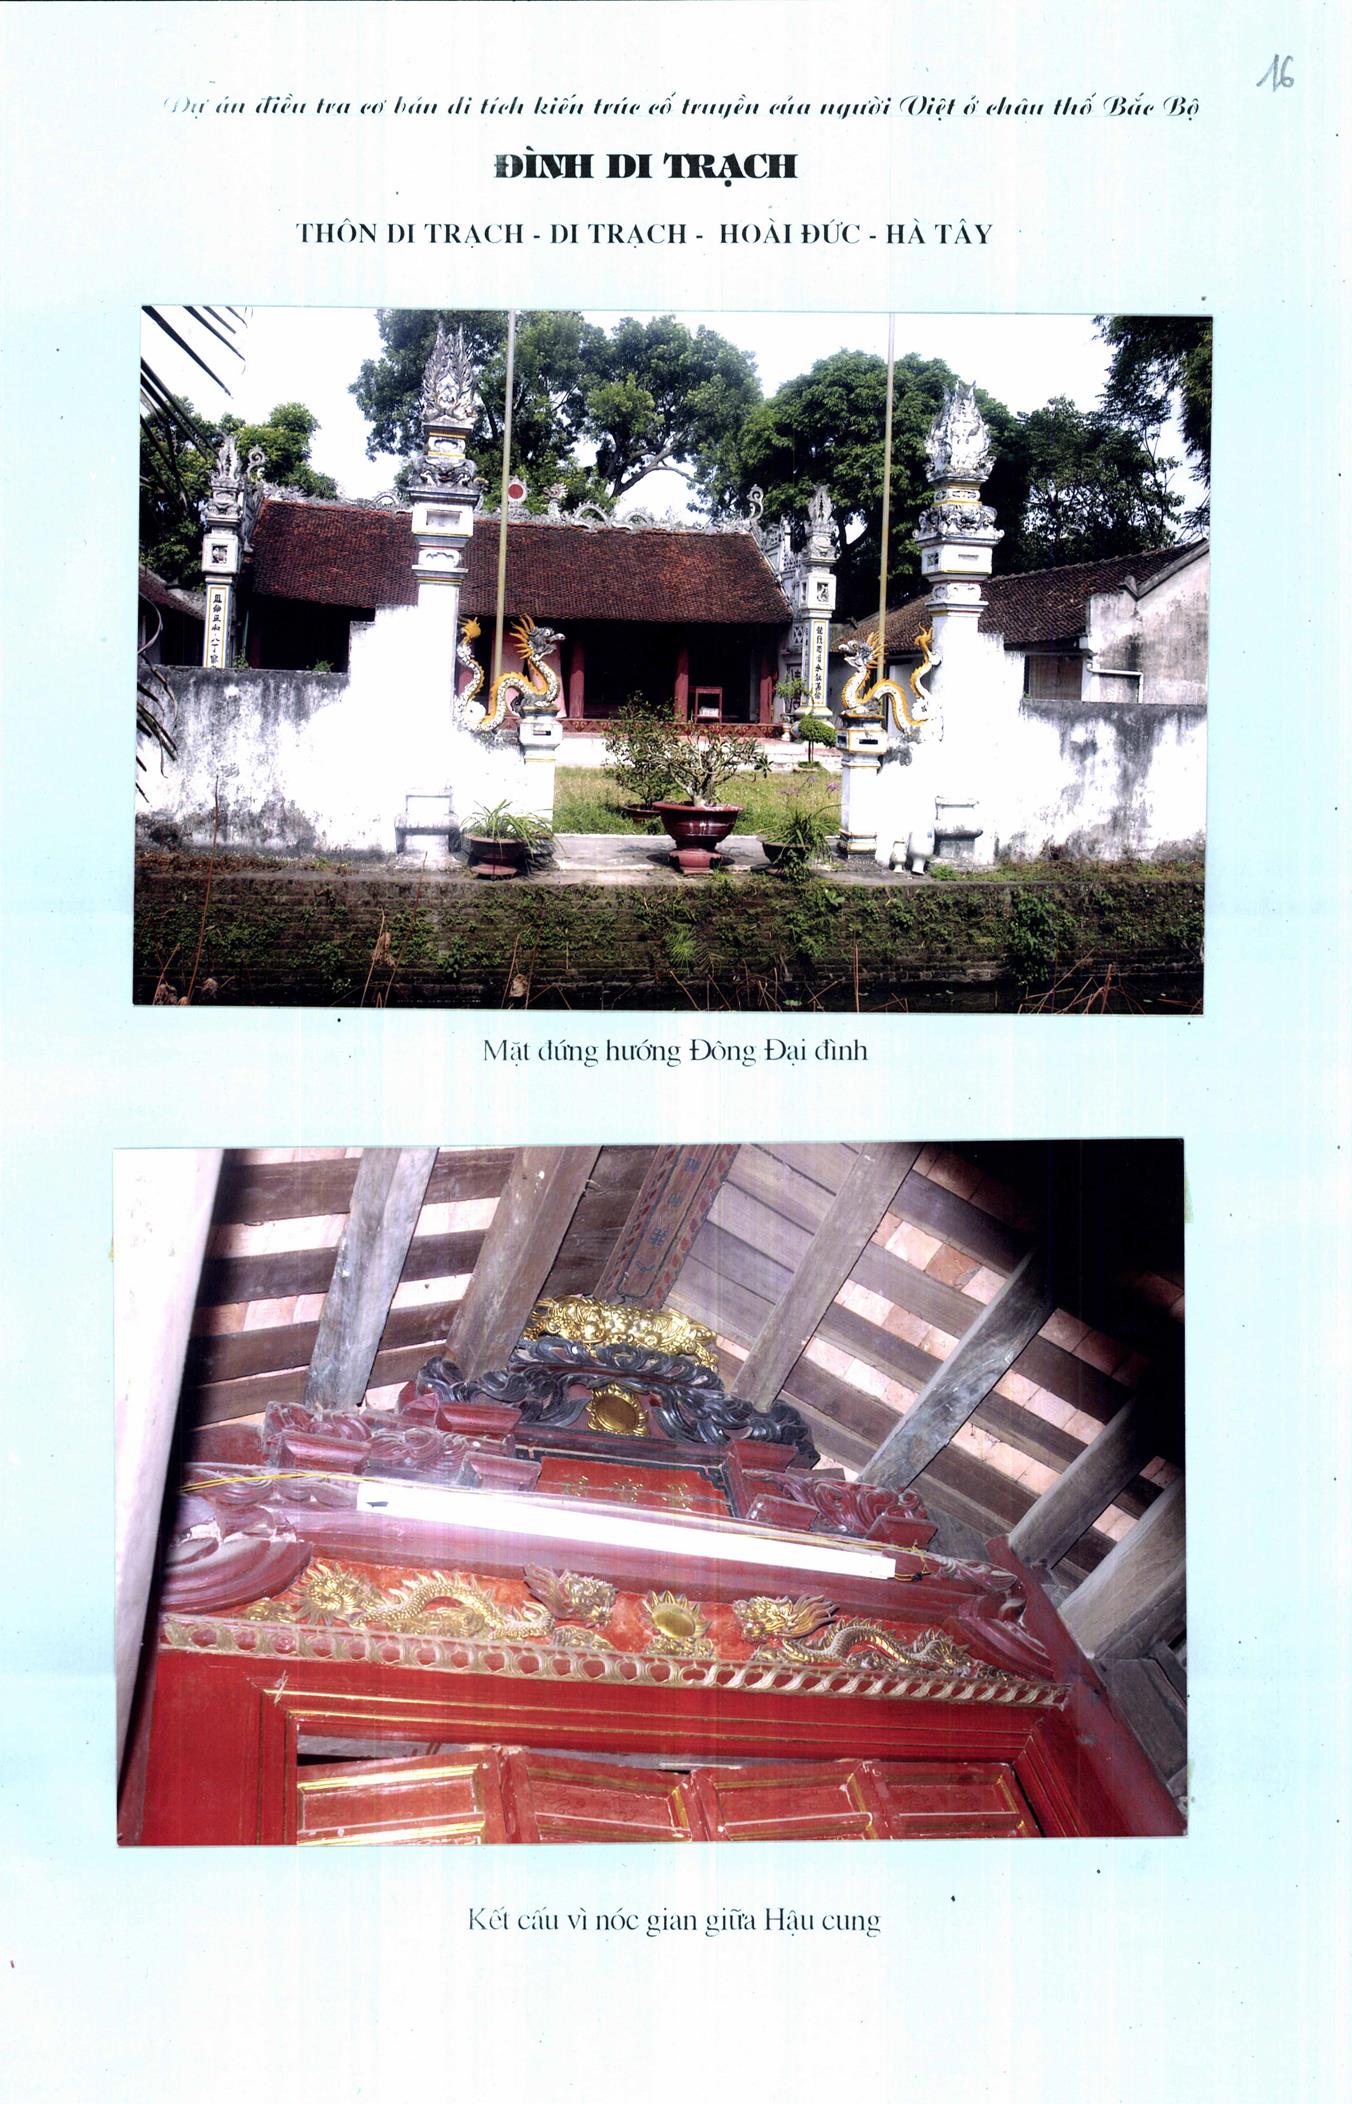 16
Dự án điều tra cơ bản di tích kiến trúc cổ truyền của người Việt ở châu thổ Bắc Bộ
ĐÌNH DI TRẠCH
THÔN DI TRẠCH - DI TRẠCH - HOÀI ĐỨC - HÀ TÂY
Mặt đứng hướng Đông Đại đình
Kết cấu vì nóc gian giữa Hậu cung